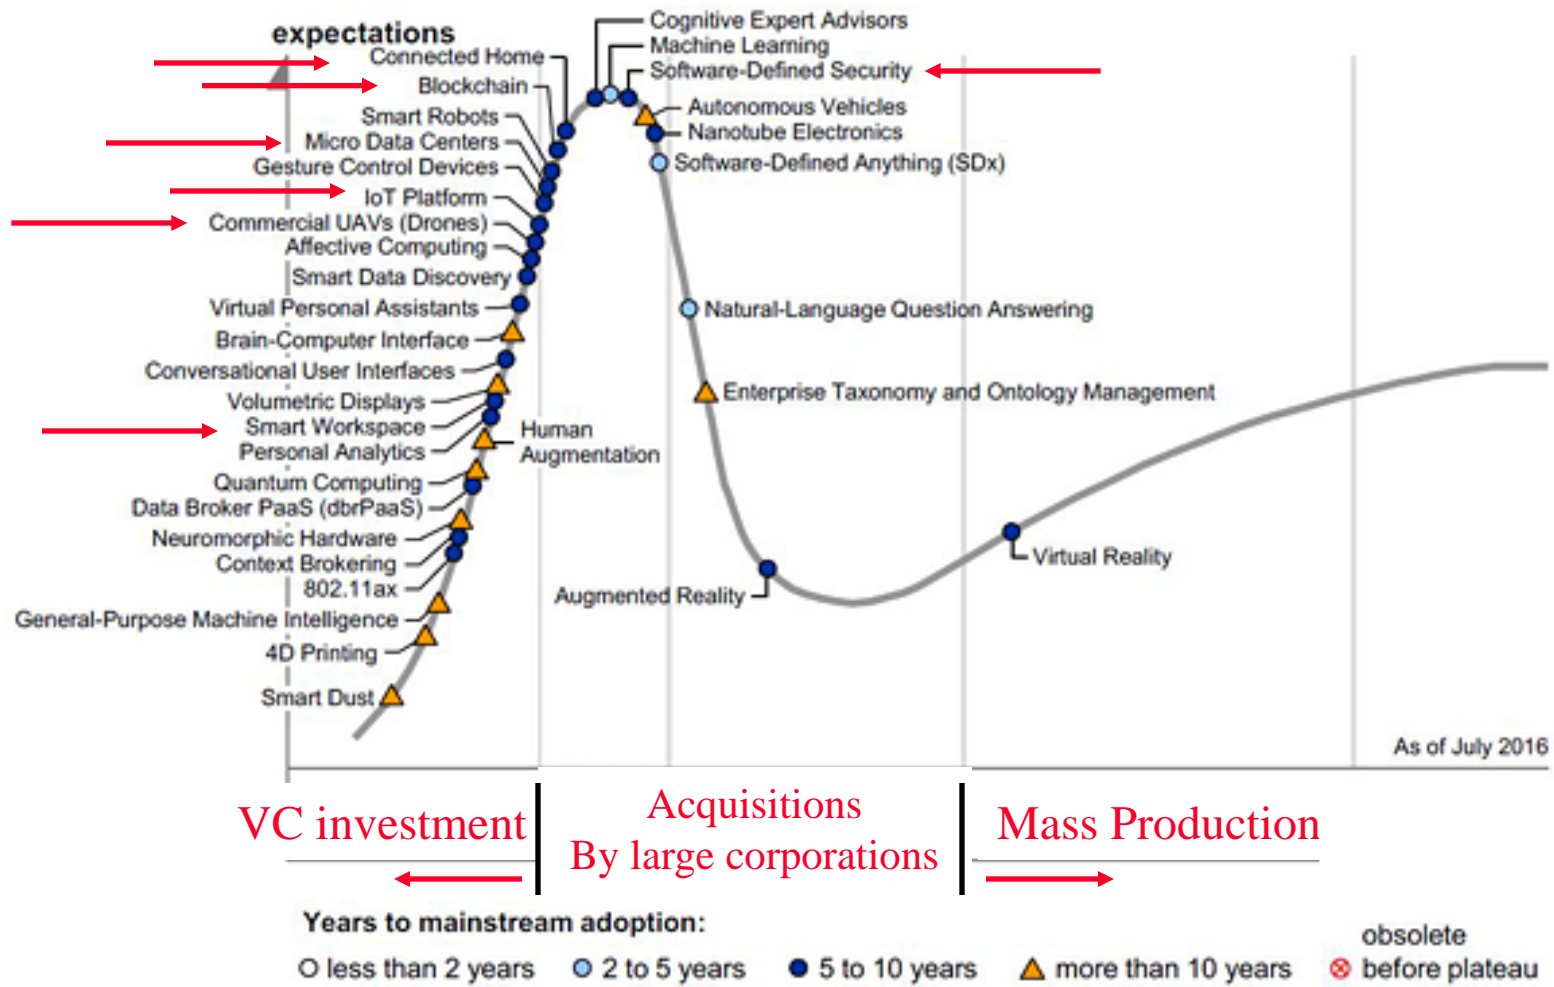 expectations
Connected Home
Blockchain
Smart Robots
Micro Data Centers
Gesture Control Devices
IoT Platform
Commercial UAVs (Drones)
Affective Computing
Smart Data Discovery
Virtual Personal Assistants
Brain-Computer Interface
Conversational User Interfaces
Volumetric Displays
Smart Workspace
Personal Analytics
Quantum Computing
Data Broker PaaS (dbrPaaS)
Neuromorphic Hardware
Context Brokering
802.11ax
General-Purpose Machine Intelligence
4D Printing
Smart Dust
Human
Augmentation
Cognitive Expert Advisors
Machine Learning
Software-Defined Security
Autonomous Vehicles
Nanotube Electronics
Software-Defined Anything (SDx)
Natural-Language Question Answering
Enterprise Taxonomy and Ontology Management
Augmented Reality
Virtual Reality
As of July 2016
VC investment
Acquisitions
By large corporations
Mass Production
Years to mainstream adoption:
less than 2 years
2 to 5 years
5 to 10 years
more than 10 years
obsolete
before plateau